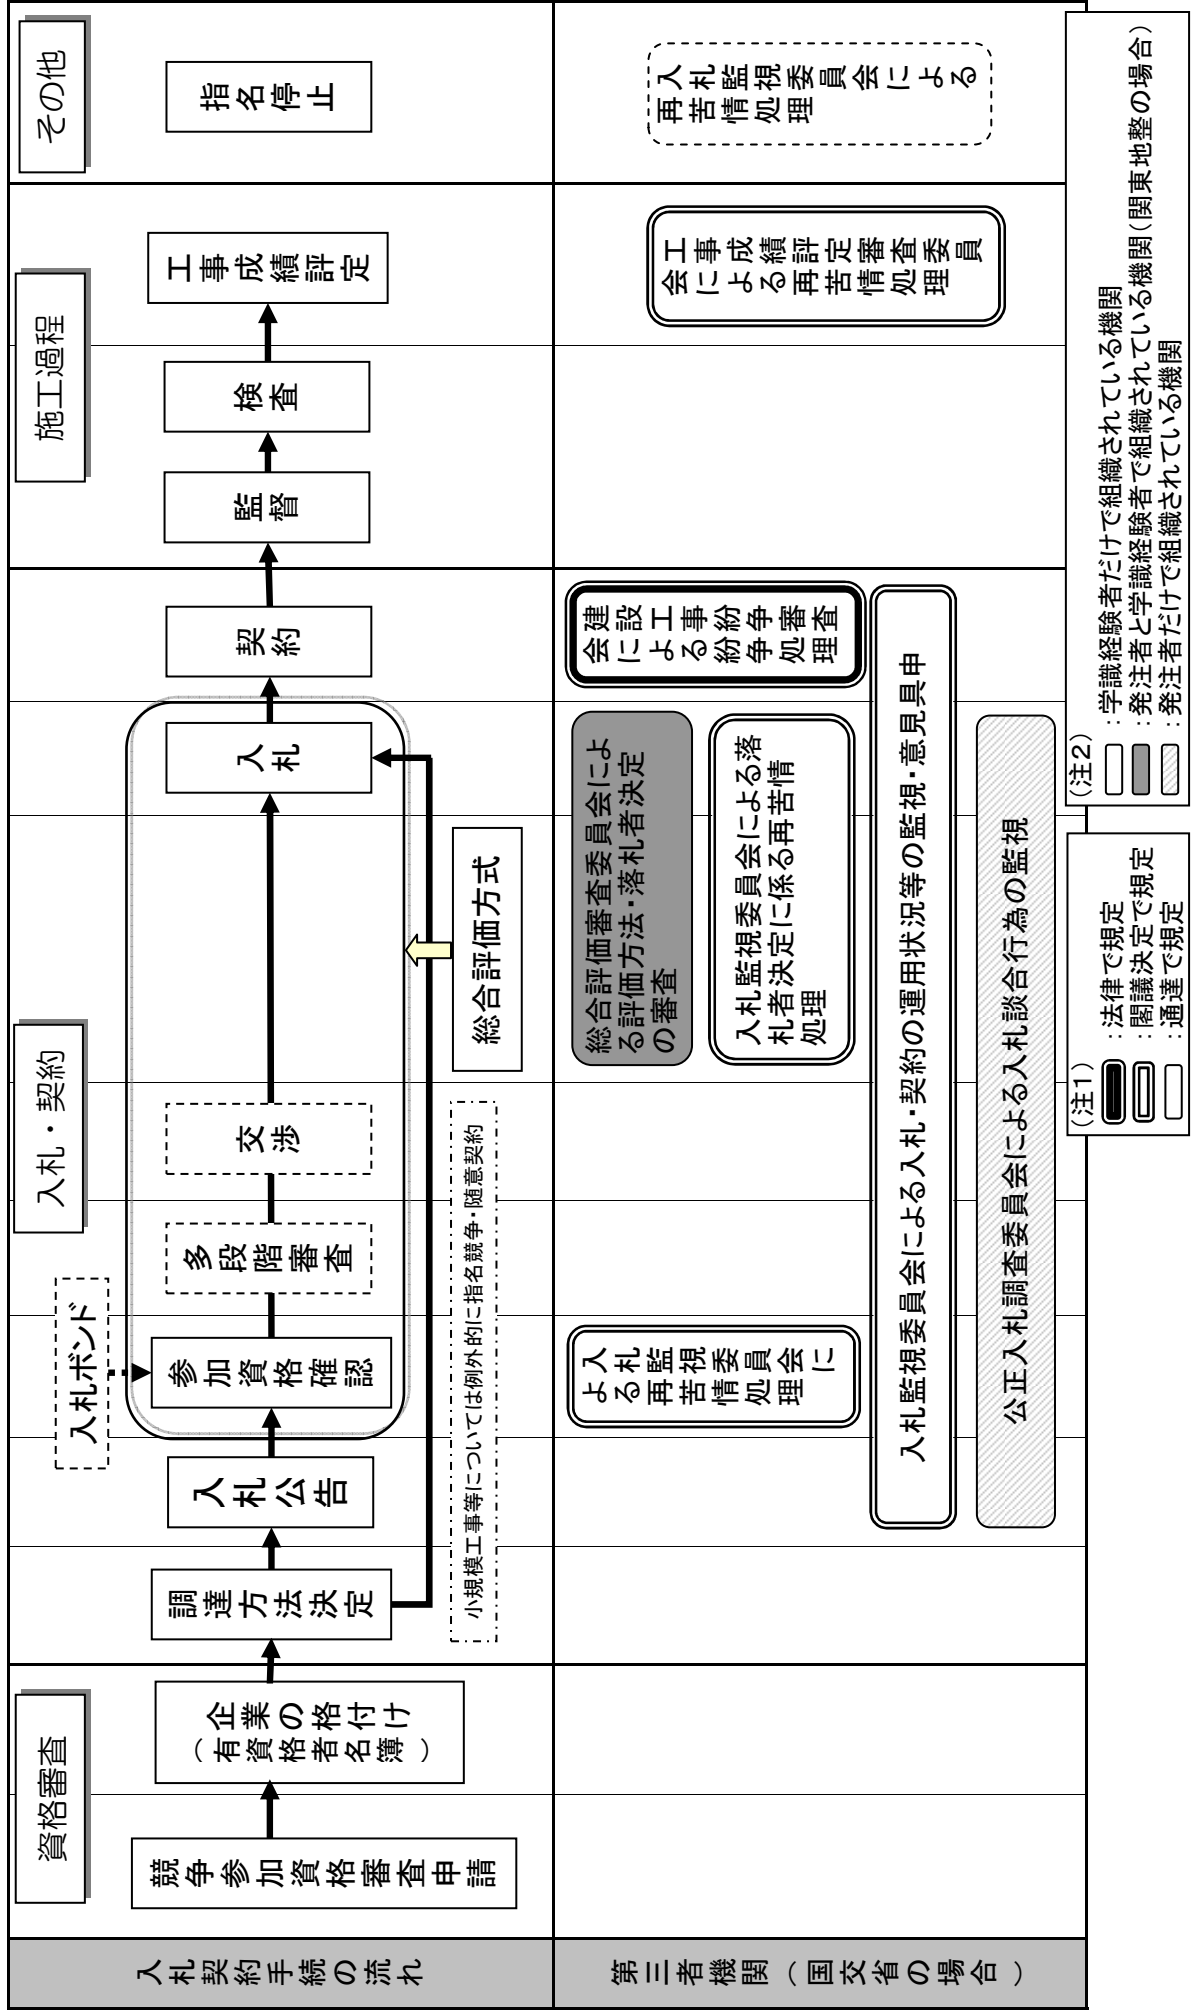 入札契約手続の流れ
資格審査
競争参加資格審査申請
企業の格付け
（有資格者名簿）
入札・契約
調達方法決定
入札公告
入札ボンド
参加資格確認
多段階審査
交渉
入札
契約
総合評価方式
小規模工事等については例外的に指名競争・随意契約
施工過程
監督
検査
工事成績評定
その他
指名停止
第三者機関（国交省の場合）
入札監視委員会に
よる再苦情処理
総合評価審査委員会によ
る評価方法・落札者決定
の審査
入札監視委員会による落
札者決定に係る再苦情
処理
建設工事紛争審査
会による紛争処理
入札監視委員会による入札・契約の運用状況等の監視・意見具申
公正入札調査委員会による入札談合行為の監視
工事成績評定審査委員
会による再苦情処理
入札監視委員会による
再苦情処理
（注1）
：法律で規定
：閣議決定で規定
：通達で規定
（注2）
：学識経験者だけで組織されている機関
：発注者と学識経験者で組織されている機関（関東地整の場合）
：発注者だけで組織されている機関